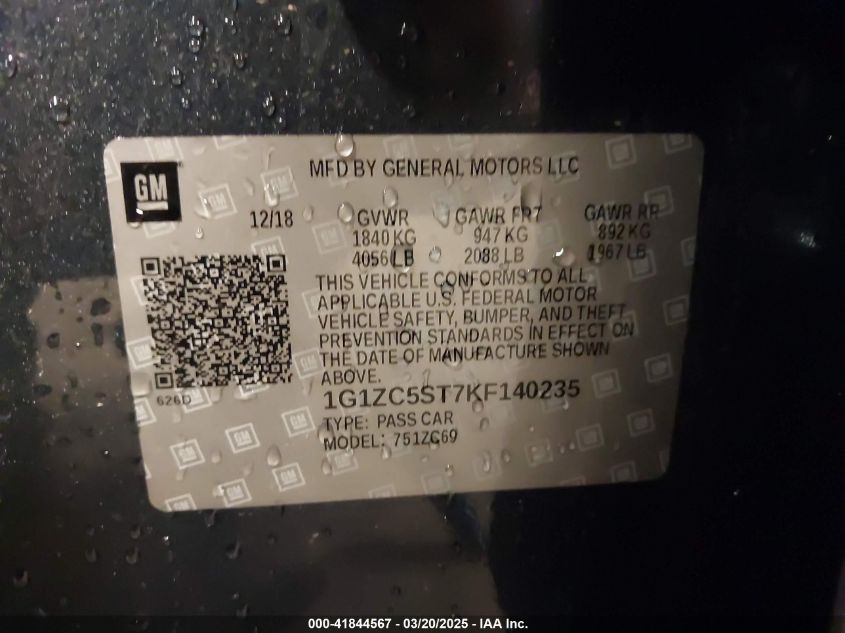 GM
MFD BY GENERAL MOTORS LLC
12/18 GVWR GAWR FR7 GAWR RR
1840 KG 947 KG 892 KG
4056 LB 2088 LB 1967 LB
THIS VEHICLE CONFORMS TO ALL
APPLICABLE U.S. FEDERAL MOTOR
VEHICLE SAFETY, BUMPER, AND THEFT
PREVENTION STANDARDS IN EFFECT ON
THE DATE OF MANUFACTURE SHOWN
ABOVE.
626D
1G1ZC5ST7KF140235
TYPE: PASS CAR
MODEL: 751ZC69
000-41844567 - 03/20/2025 - IAA Inc.